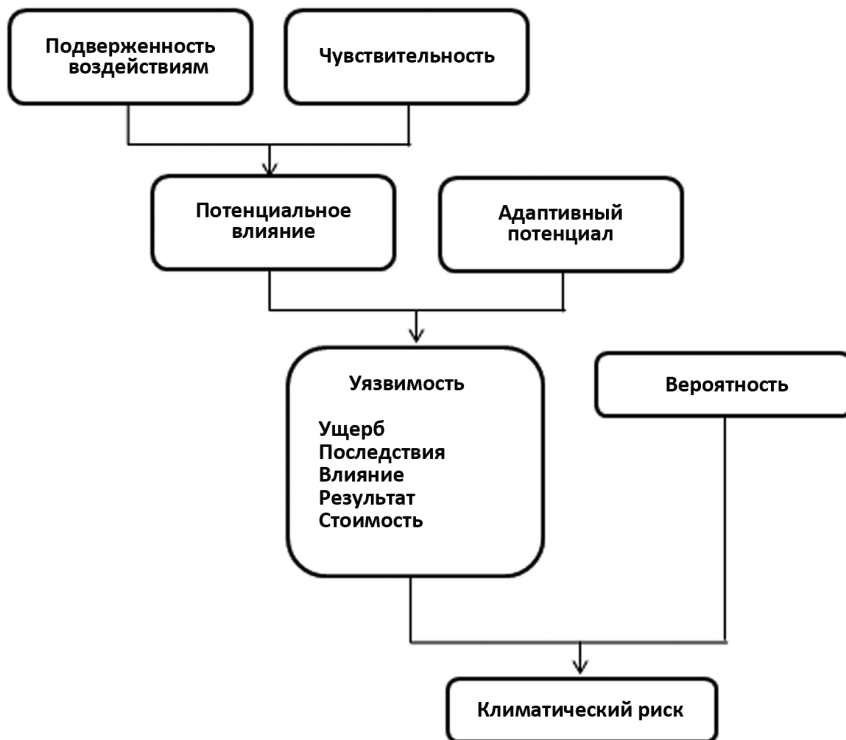 Подверженность
воздействиям
Чувствительность
Потенциальное
влияние
Адаптивный
потенциал
Уязвимость
Ущерб
Последствия
Влияние
Результат
Стоимость
Вероятность
Климатический риск